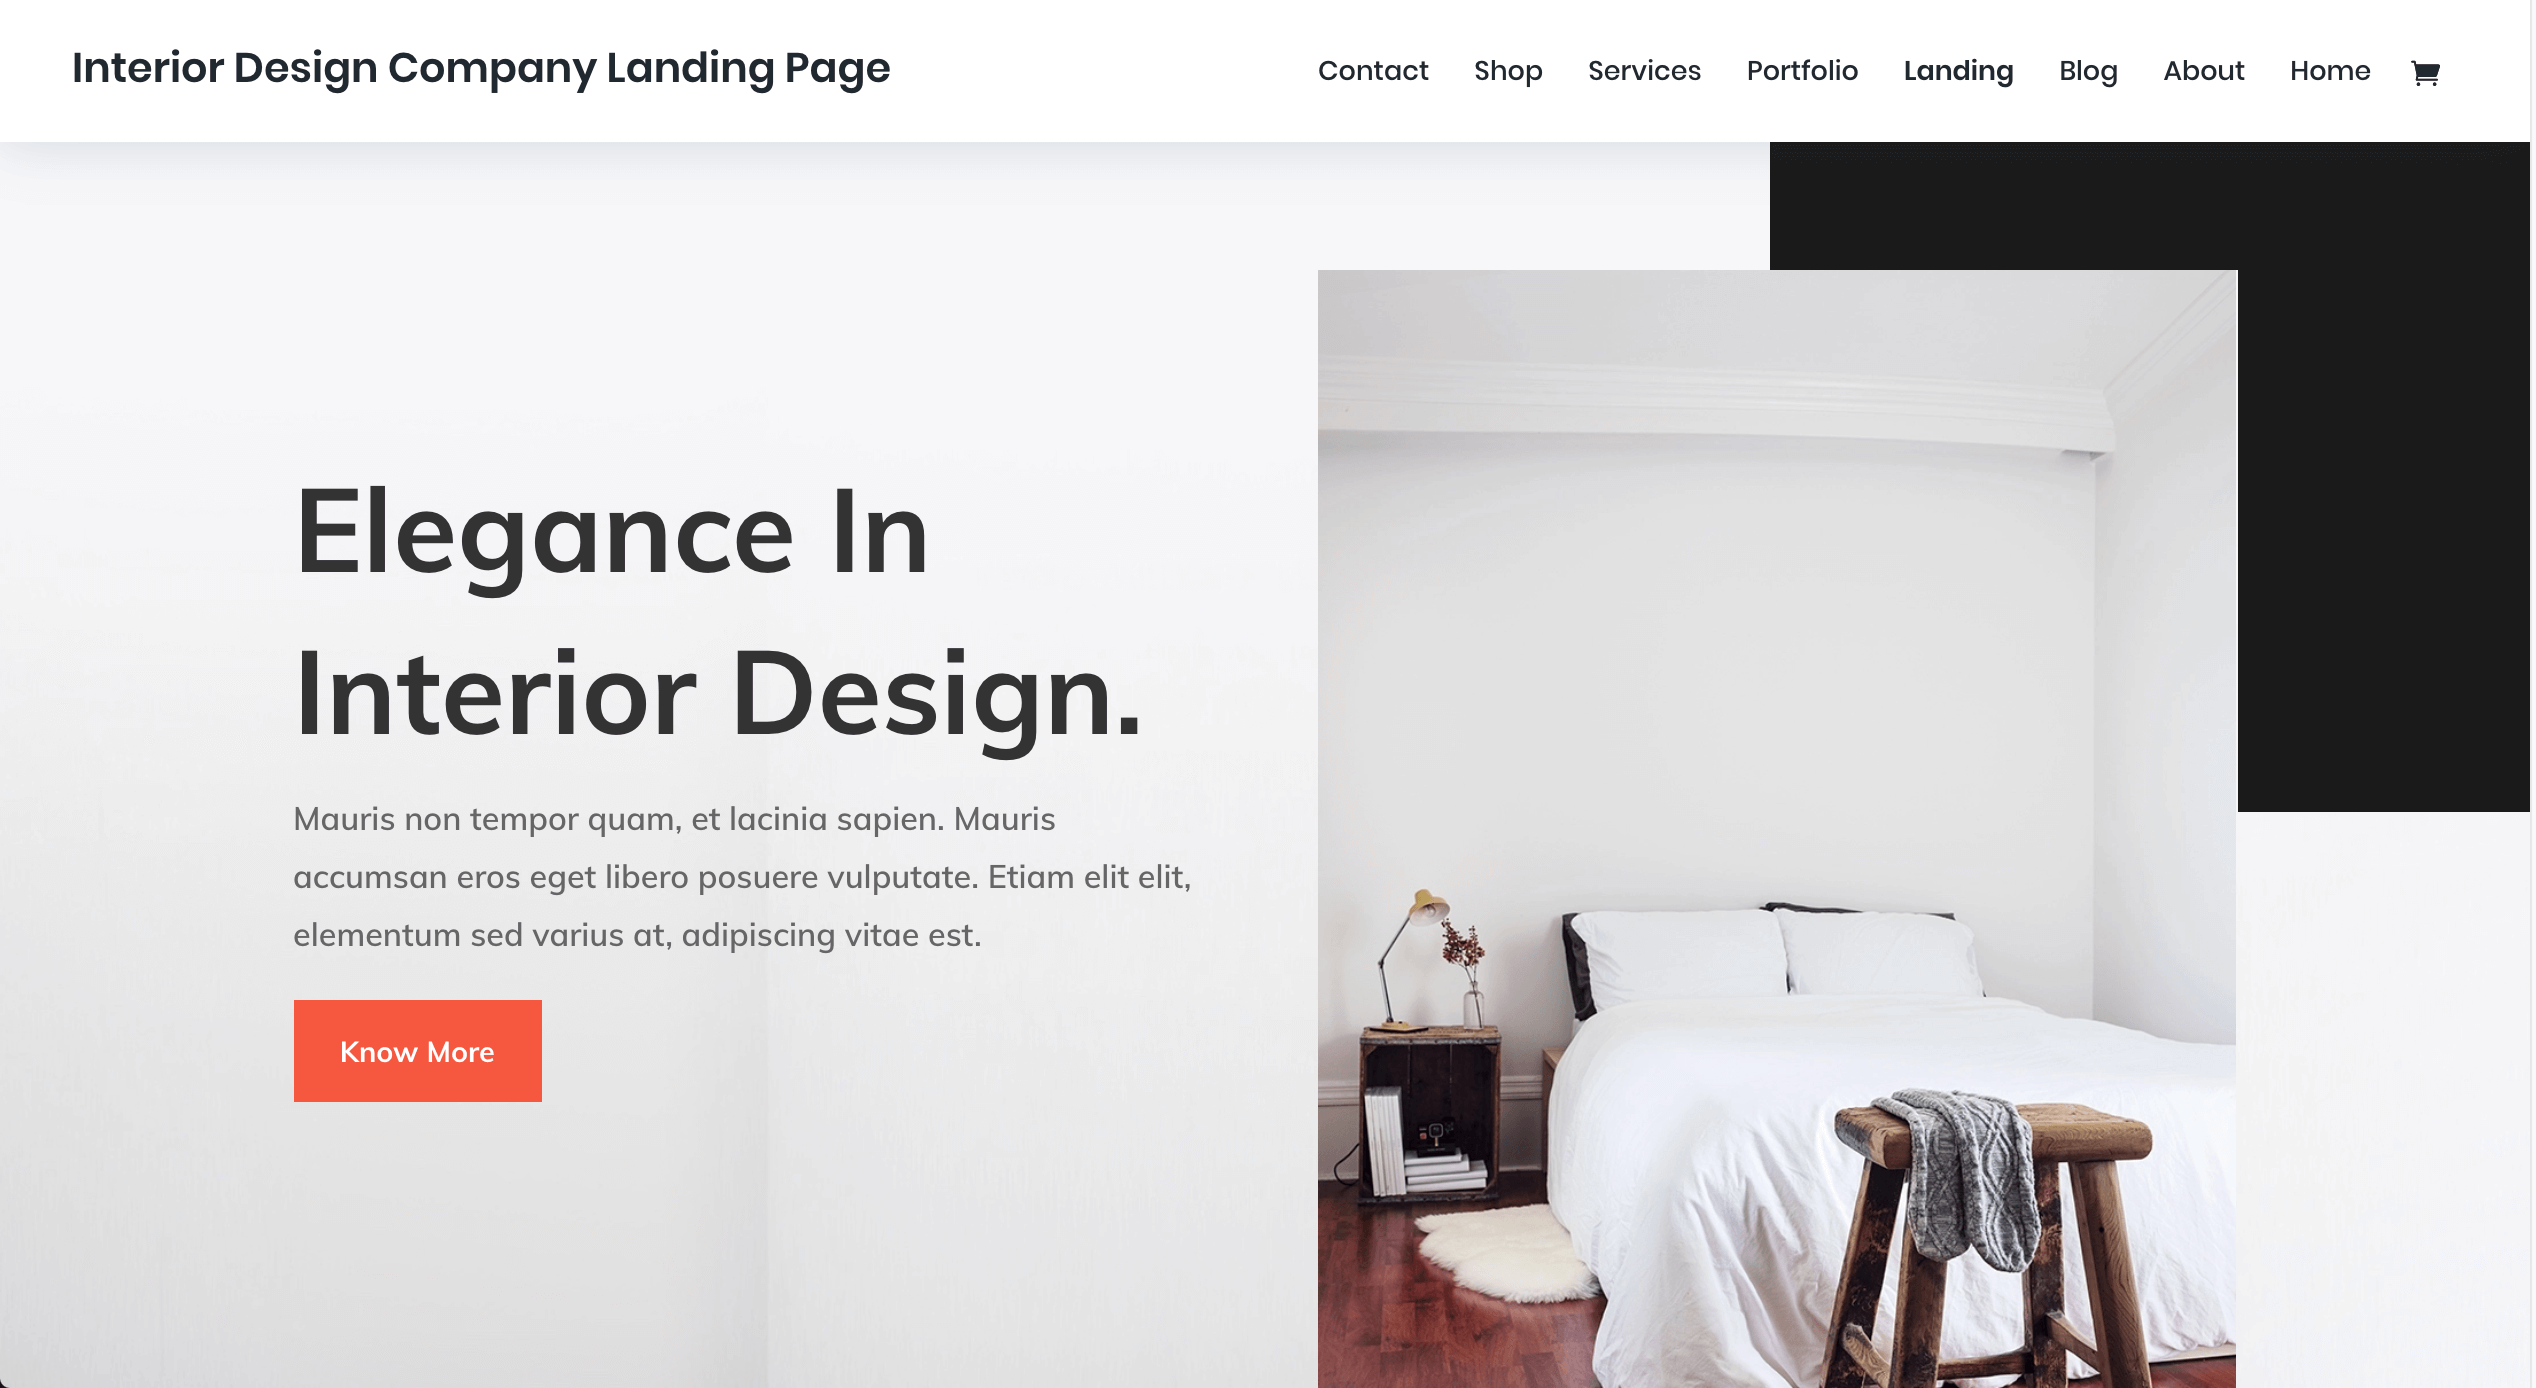 Interior Design Company Landing Page
Contact Shop Services Portfolio Landing Blog About Home
Elegance In
Interior Design.
Mauris non tempor quam, et lacinia sapien. Mauris
accumsan eros eget libero posuere vulputate. Etiam elit elit,
elementum sed varius at, adipiscing vitae est.
Know More